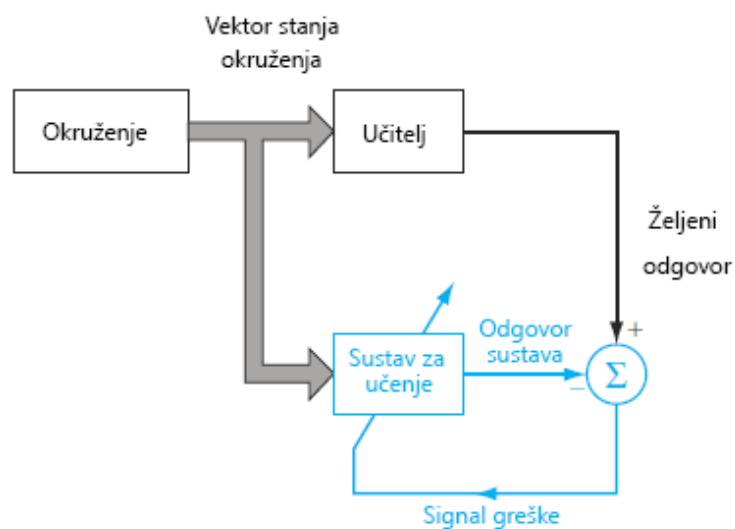 Vektor stanja
okruženja
Okruženje
Učitelj
Željeni
odgovor
+
Odgovor
sustava
Sustav za
učenje
−
Σ
Signal greške